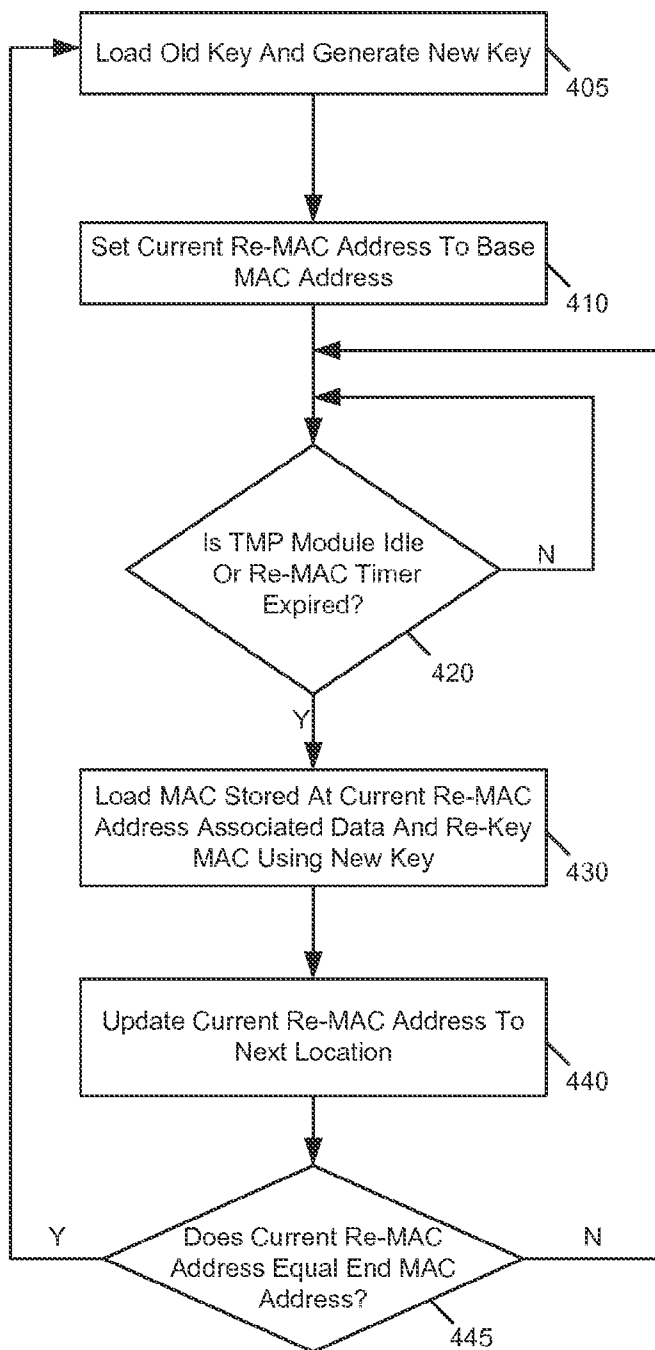 Load Old Key And Generate New Key
405
Set Current Re-MAC Address To Base
MAC Address
410
Is TMP Module Idle
Or Re-MAC Timer
Expired?
N
420
Y
Load MAC Stored At Current Re-MAC
Address Associated Data And Re-Key
MAC Using New Key
430
Update Current Re-MAC Address To
Next Location
440
Y
Does Current Re-MAC
Address Equal End MAC
Address?
N
445